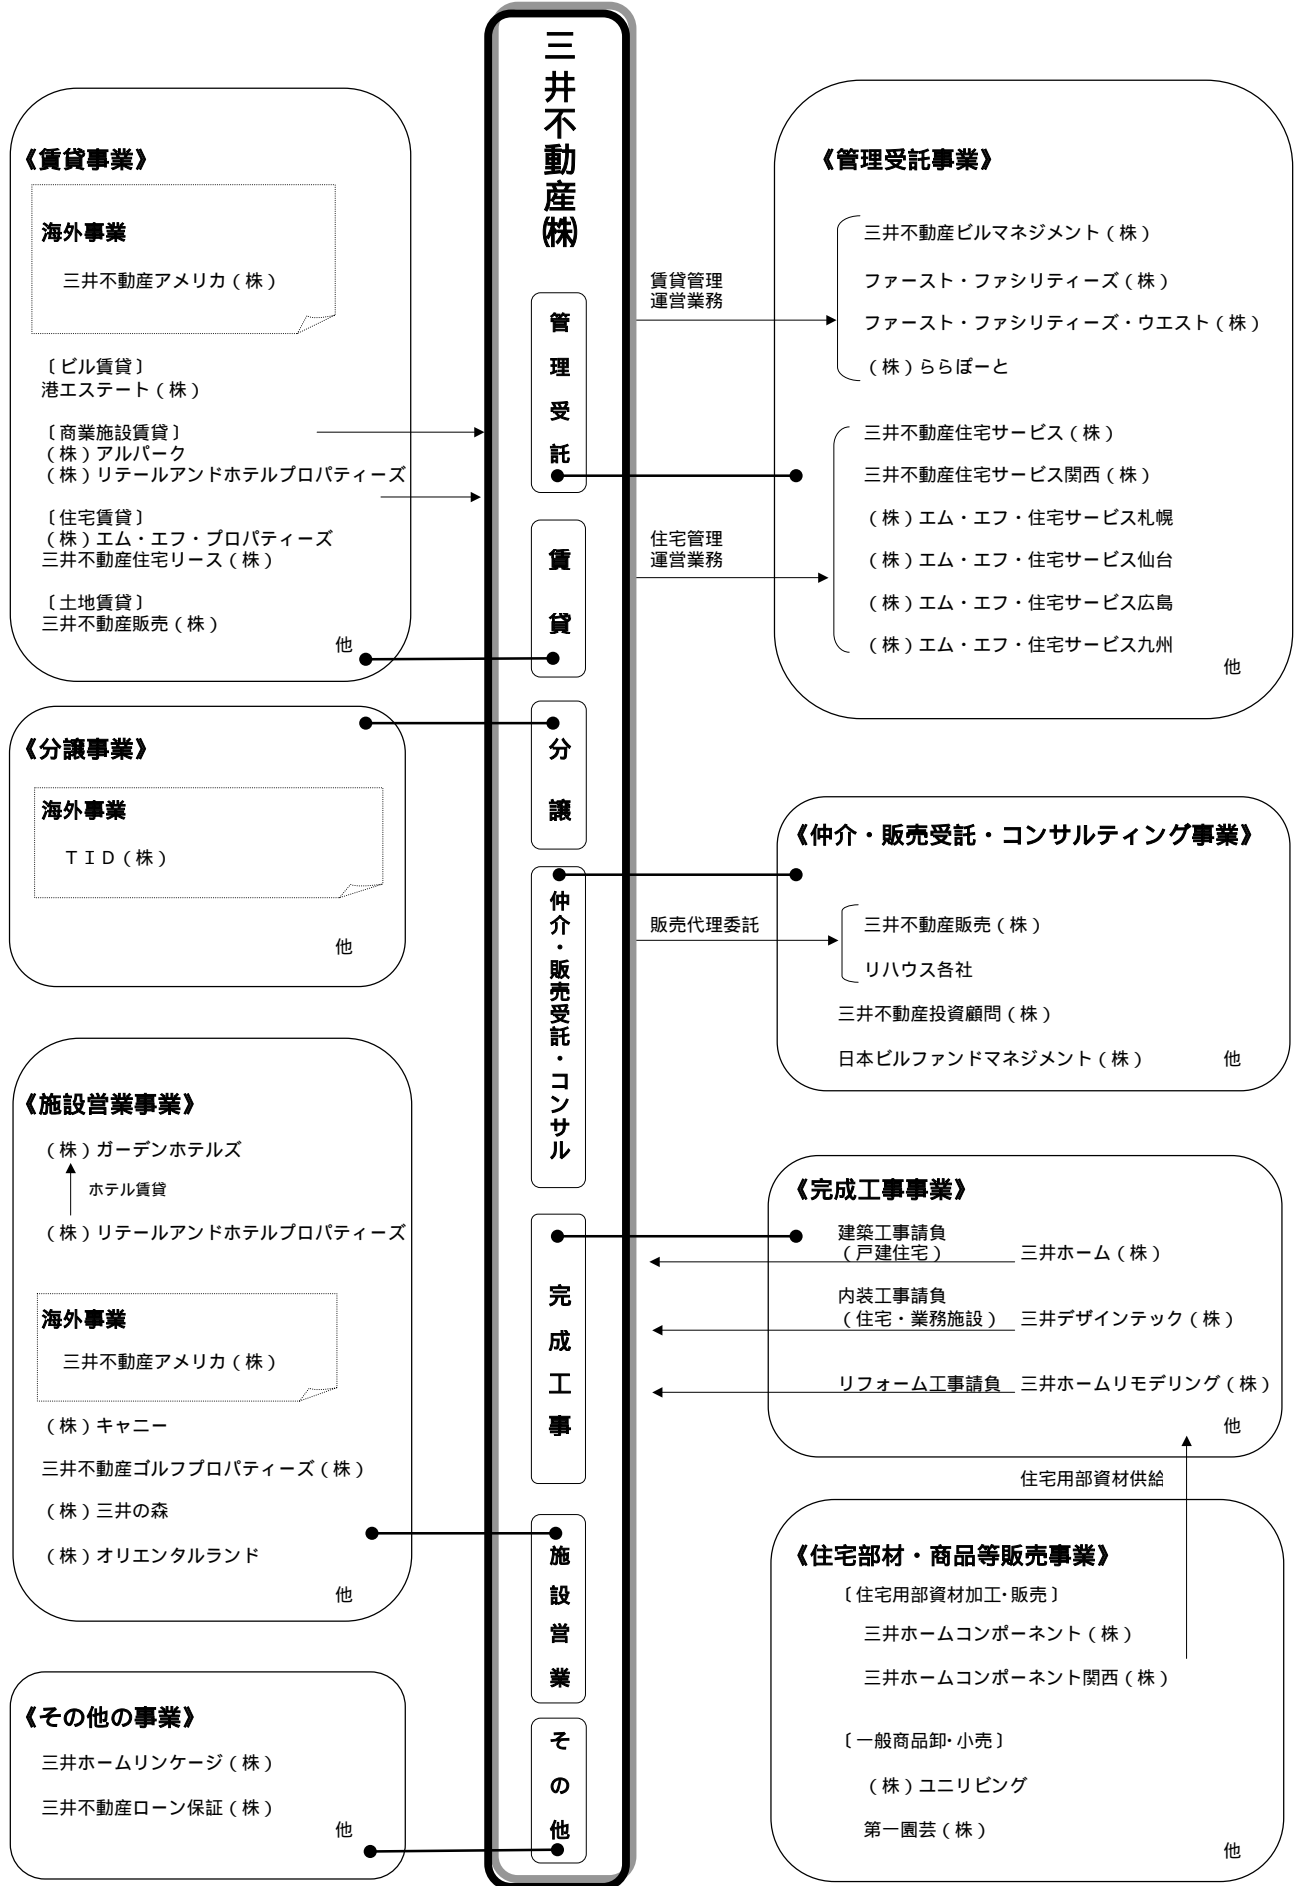 三井不動産㈱
管理受託
賃貸
分譲
仲介・販売受託・コンサル
完成工事
施設営業
その他
《賃貸事業》
海外事業
三井不動産アメリカ（株）
〔ビル賃貸〕
港エステート（株）
〔商業施設賃貸〕
（株）アルパーク
（株）リテールアンドホテルプロパティーズ
〔住宅賃貸〕
（株）エム・エフ・プロパティーズ
三井不動産住宅リース（株）
〔土地賃貸〕
三井不動産販売（株）
他
《分譲事業》
海外事業
ＴＩＤ（株）
他
《施設営業事業》
（株）ガーデンホテルズ
ホテル賃貸
（株）リテールアンドホテルプロパティーズ
海外事業
三井不動産アメリカ（株）
（株）キャニー
三井不動産ゴルフプロパティーズ（株）
（株）三井の森
（株）オリエンタルランド
他
《その他の事業》
三井ホームリンケージ（株）
三井不動産ローン保証（株）
他
賃貸管理
運営業務
住宅管理
運営業務
《管理受託事業》
三井不動産ビルマネジメント（株）
ファースト・ファシリティーズ（株）
ファースト・ファシリティーズ・ウエスト（株）
（株）ららぽーと
三井不動産住宅サービス（株）
三井不動産住宅サービス関西（株）
（株）エム・エフ・住宅サービス札幌
（株）エム・エフ・住宅サービス仙台
（株）エム・エフ・住宅サービス広島
（株）エム・エフ・住宅サービス九州
他
販売代理委託
《仲介・販売受託・コンサルティング事業》
三井不動産販売（株）
リハウス各社
三井不動産投資顧問（株）
日本ビルファンドマネジメント（株）
他
《完成工事事業》
建築工事請負
（戸建住宅）
三井ホーム（株）
内装工事請負
（住宅・業務施設）
三井デザインテック（株）
リフォーム工事請負
三井ホームリモデリング（株）
他
住宅用部資材供給
《住宅部材・商品等販売事業》
〔住宅用部資材加工・販売〕
三井ホームコンポーネント（株）
三井ホームコンポーネント関西（株）
〔一般商品卸・小売〕
（株）ユニリビング
第一園芸（株）
他